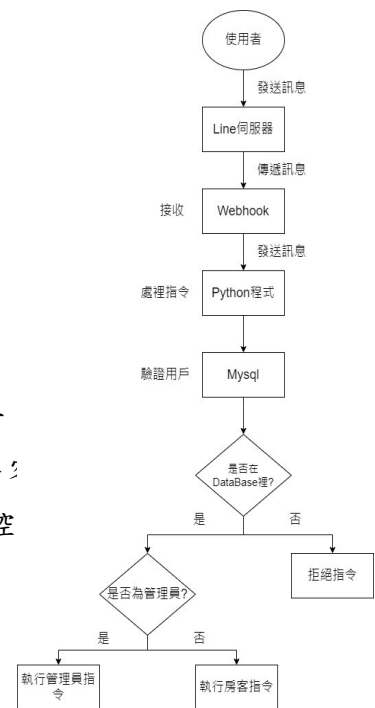 使用者
發送訊息
Line伺服器
傳遞訊息
接收
Webhook
發送訊息
處裡指令
Python程式
驗證用戶
Mysql
是否在
DataBase裡?
是
否
拒絕指令
是否為管理員?
是
否
執行管理員指
令
執行房客指令